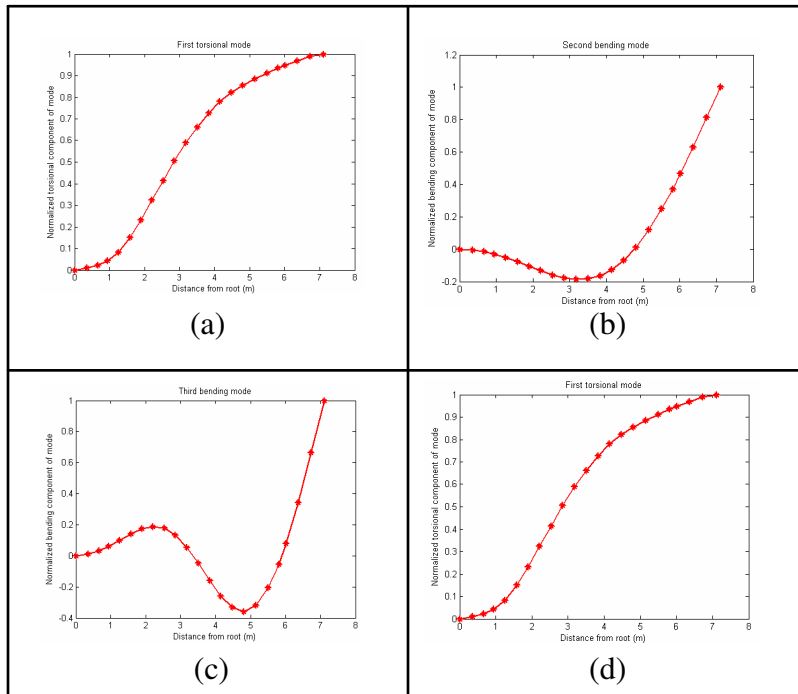 First torsional mode
Normalized torsional component of mode
1
0.9
0.8
0.7
0.6
0.5
0.4
0.3
0.2
0.1
0
0 1 2 3 4 5 6 7 8
Distance from root (m)
(a)
Second bending mode
Normalized bending component of mode
1.2
1
0.8
0.6
0.4
0.2
0
-0.2
0 1 2 3 4 5 6 7 8
Distance from root (m)
(b)
Third bending mode
Normalized bending component of mode
1
0.8
0.6
0.4
0.2
0
-0.2
-0.4
0 1 2 3 4 5 6 7 8
Distance from root (m)
(c)
First torsional mode
Normalized torsional component of mode
1
0.9
0.8
0.7
0.6
0.5
0.4
0.3
0.2
0.1
0
0 1 2 3 4 5 6 7 8
Distance from root (m)
(d)